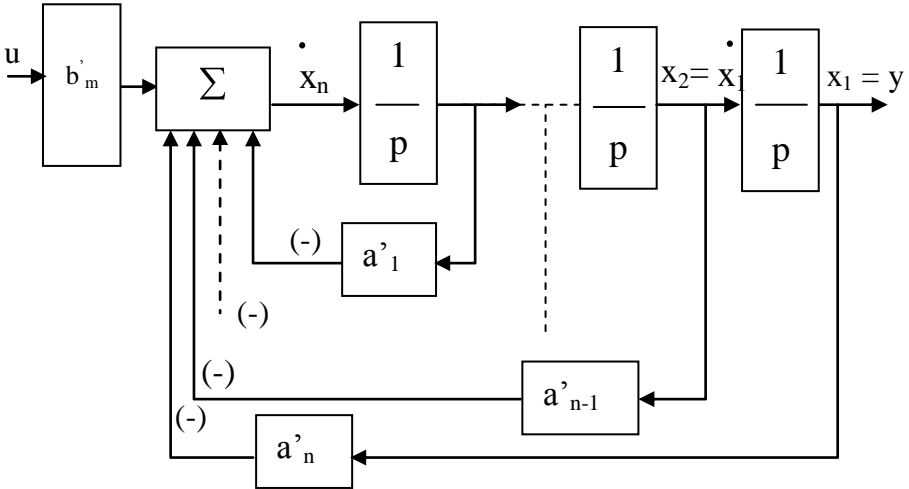 u
b'm
Σ
ẋn
1
p
1
p
x2= ẋ1
1
p
x1 = y
(-)
a'1
(-)
(-)
a'n-1
(-)
a'n